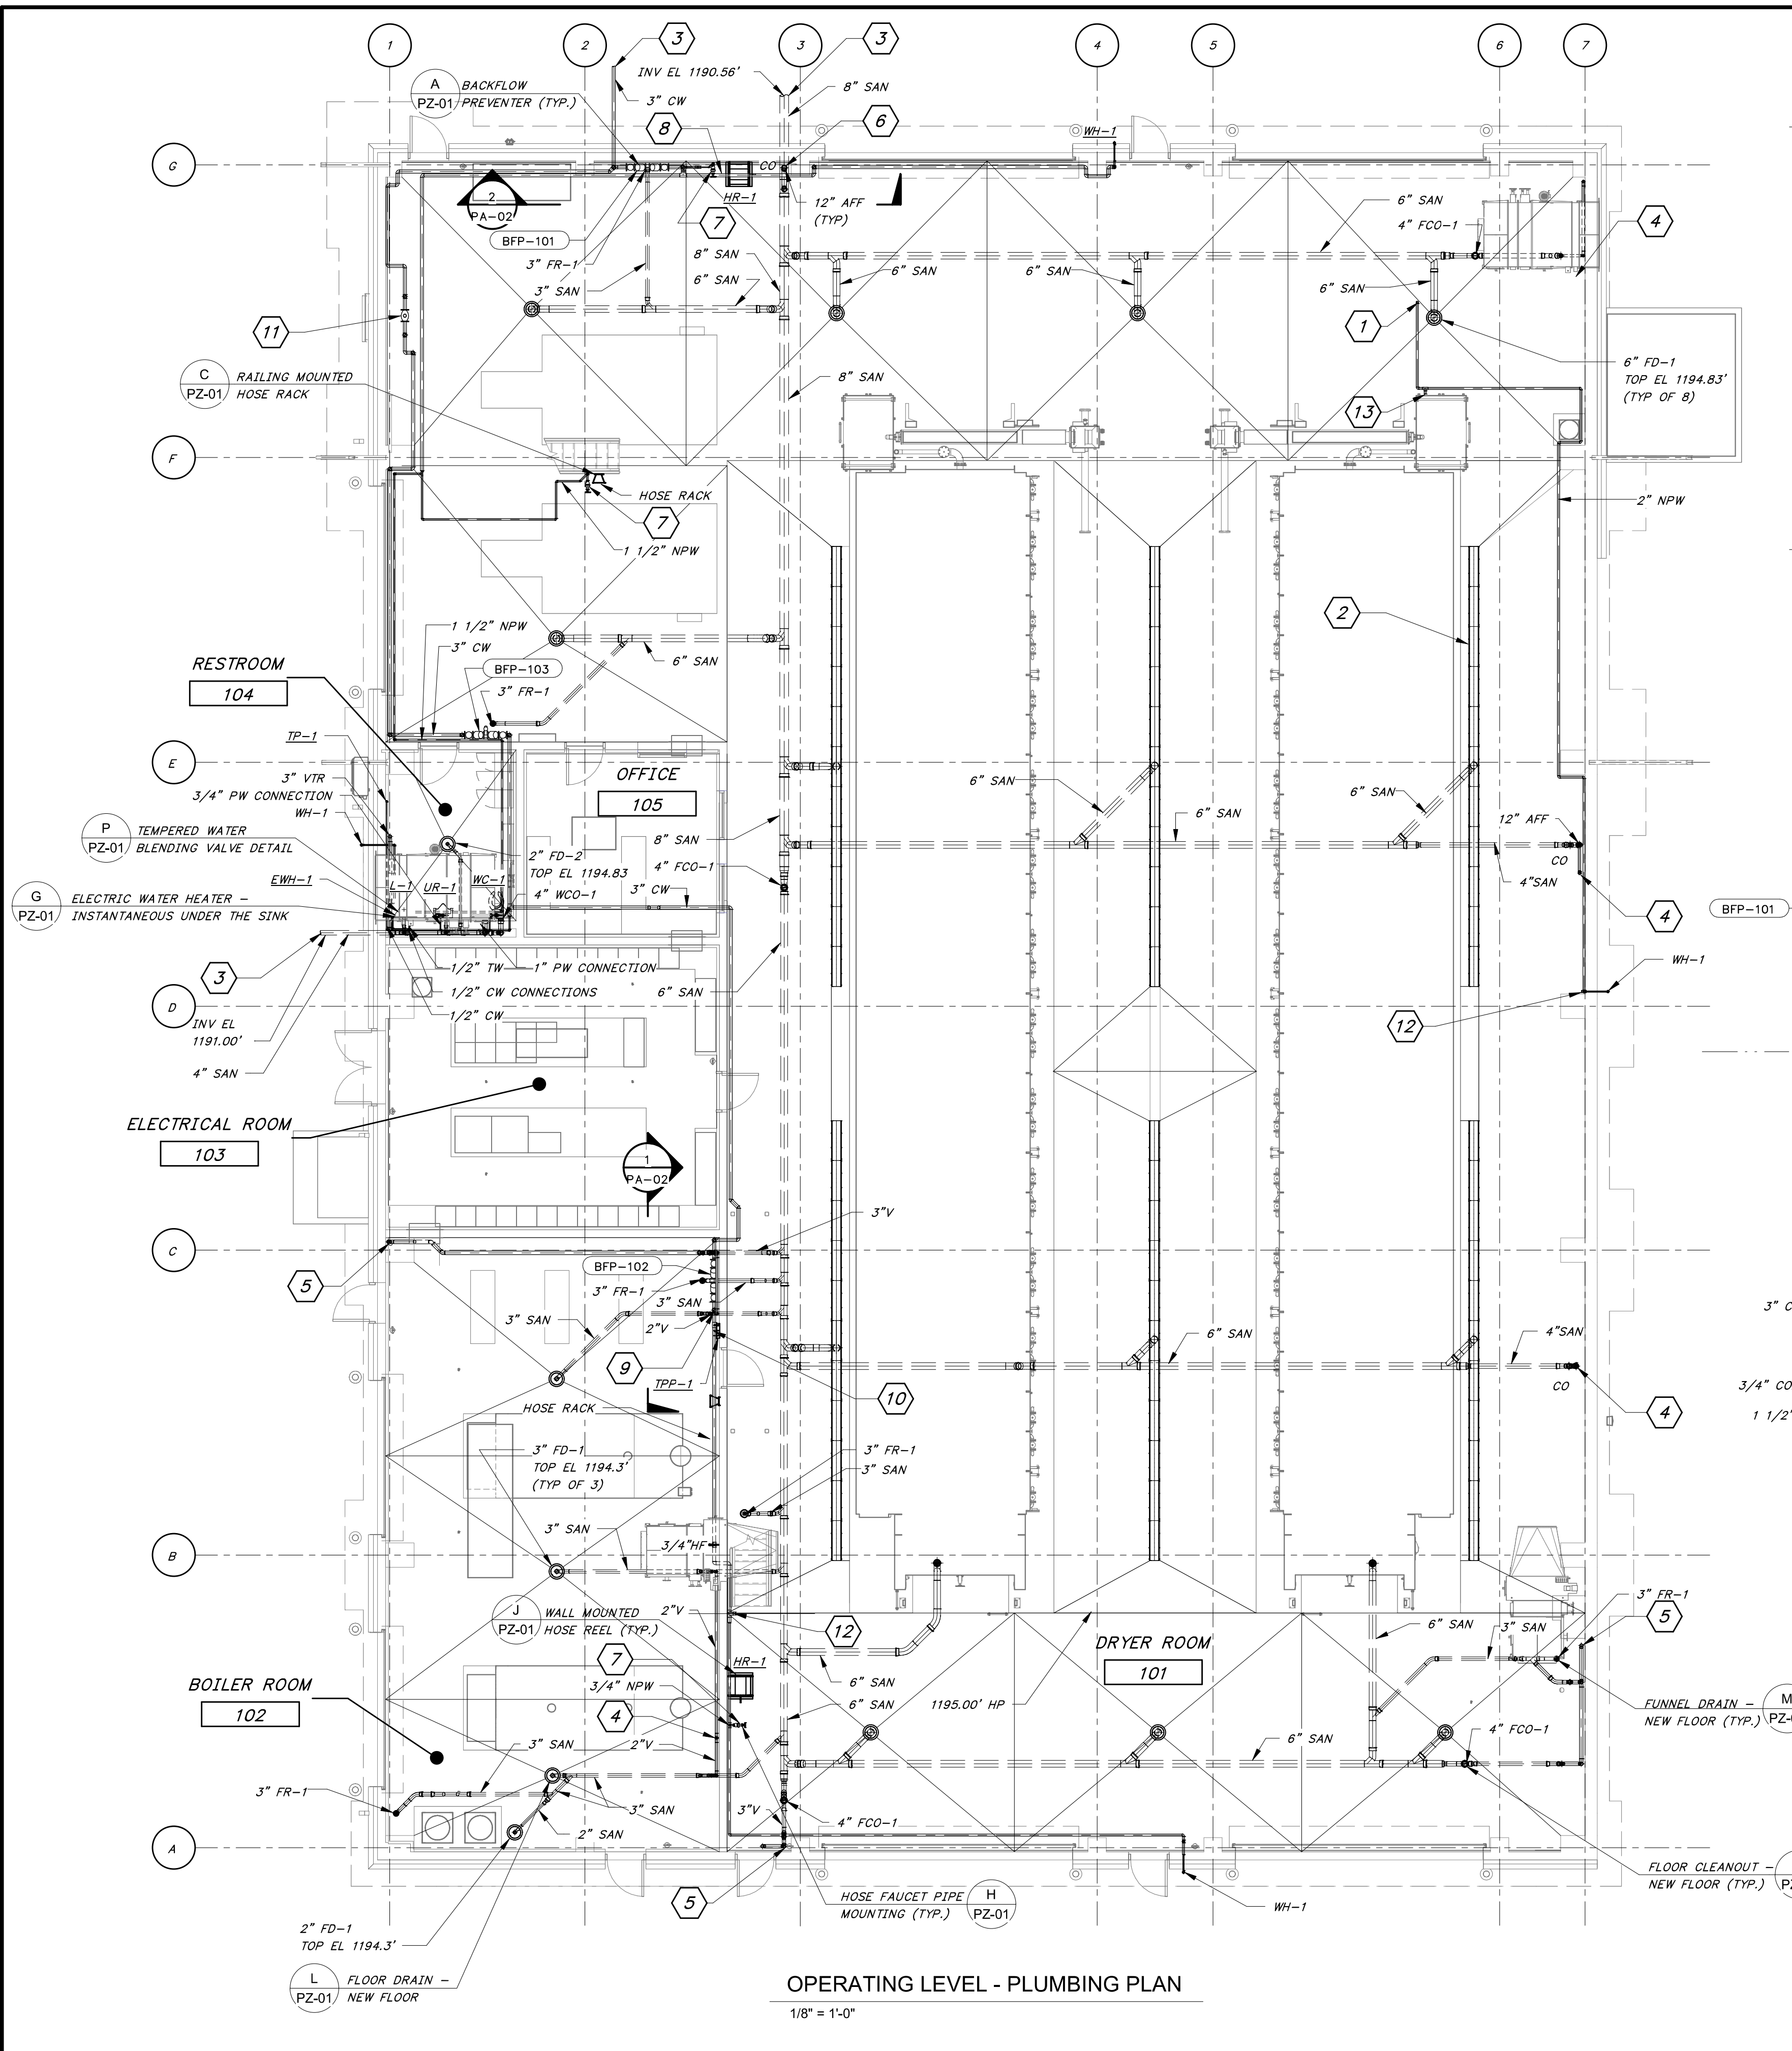 1
2
3
4
5
6
7
3
3
INV EL 1190.56'
8" SAN
A
PZ-01
BACKFLOW
PREVENTER (TYP.)
3" CW
8
6
WH-1
G
CO
2
PA-02
HR-1
12" AFF
(TYP)
7
BFP-101
3" FR-1
3" SAN
8" SAN
6" SAN
6" SAN
6" SAN
6" SAN
4" FCO-1
6" SAN
4
11
1
6" FD-1
TOP EL 1194.83'
(TYP OF 8)
C
PZ-01
RAILING MOUNTED
HOSE RACK
8" SAN
13
F
HOSE RACK
7
1 1/2" NPW
2" NPW
2
1 1/2" NPW
3" CW
BFP-103
6" SAN
3" FR-1
RESTROOM
104
TP-1
E
3" VTR
3/4" PW CONNECTION
WH-1
OFFICE
105
6" SAN
6" SAN
6" SAN
12" AFF
CO
P
PZ-01
TEMPERED WATER
BLENDING VALVE DETAIL
8" SAN
2" FD-2
TOP EL 1194.83
4" FCO-1
EWH-1
L-1
UR-1
WC-1
4" WCO-1
3" CW
4"SAN
G
PZ-01
ELECTRIC WATER HEATER -
INSTANTANEOUS UNDER THE SINK
4
BFP-101
3
1/2" TW
1" PW CONNECTION
WH-1
1/2" CW CONNECTIONS
6" SAN
D
1/2" CW
INV EL
1191.00'
12
4" SAN
ELECTRICAL ROOM
103
1
PA-02
3"V
C
5
BFP-102
3" FR-1
3" SAN
3" SAN
2"V
3" C
6" SAN
4"SAN
9
TPP-1
10
CO
3/4" CO
1 1/2"
4
HOSE RACK
3" FD-1
TOP EL 1194.3'
(TYP OF 3)
3" FR-1
3" SAN
3" SAN
3/4"HF
B
J
PZ-01
WALL MOUNTED
HOSE REEL (TYP.)
2"V
12
3" FR-1
5
6" SAN
3" SAN
DRYER ROOM
101
7
HR-1
6" SAN
BOILER ROOM
102
3/4" NPW
6" SAN
1195.00' HP
FUNNEL DRAIN -
NEW FLOOR (TYP.)
M
4
4" FCO-1
3" SAN
2"V
6" SAN
3" FR-1
3" SAN
3"V
4" FCO-1
2" SAN
A
FLOOR CLEANOUT -
NEW FLOOR (TYP.)
5
HOSE FAUCET PIPE
MOUNTING (TYP.)
H
PZ-01
WH-1
2" FD-1
TOP EL 1194.3'
L
PZ-01
FLOOR DRAIN -
NEW FLOOR
OPERATING LEVEL - PLUMBING PLAN
1/8" = 1'-0"